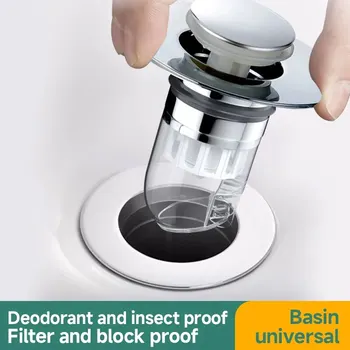 Deodorant and insect proof
Filter and block proof
Basin
universal